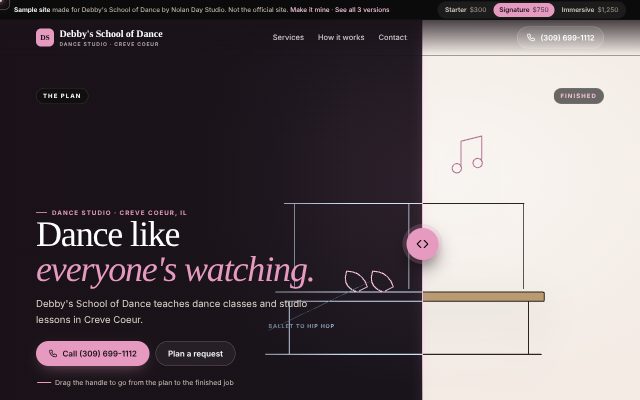 Sample site made for Debby's School of Dance by Nolan Day Studio. Not the official site. Make it mine · See all 3 versions
Starter $300 Signature $750 Immersive $1,250
DS Debby's School of Dance
DANCE STUDIO · CREVE COEUR
Services How it works Contact
(309) 699-1112
THE PLAN
FINISHED
DANCE STUDIO · CREVE COEUR, IL
Dance like
everyone's watching.
Debby's School of Dance teaches dance classes and studio
lessons in Creve Coeur.
BALLET TO HIP HOP
Call (309) 699-1112 Plan a request
Drag the handle to go from the plan to the finished job